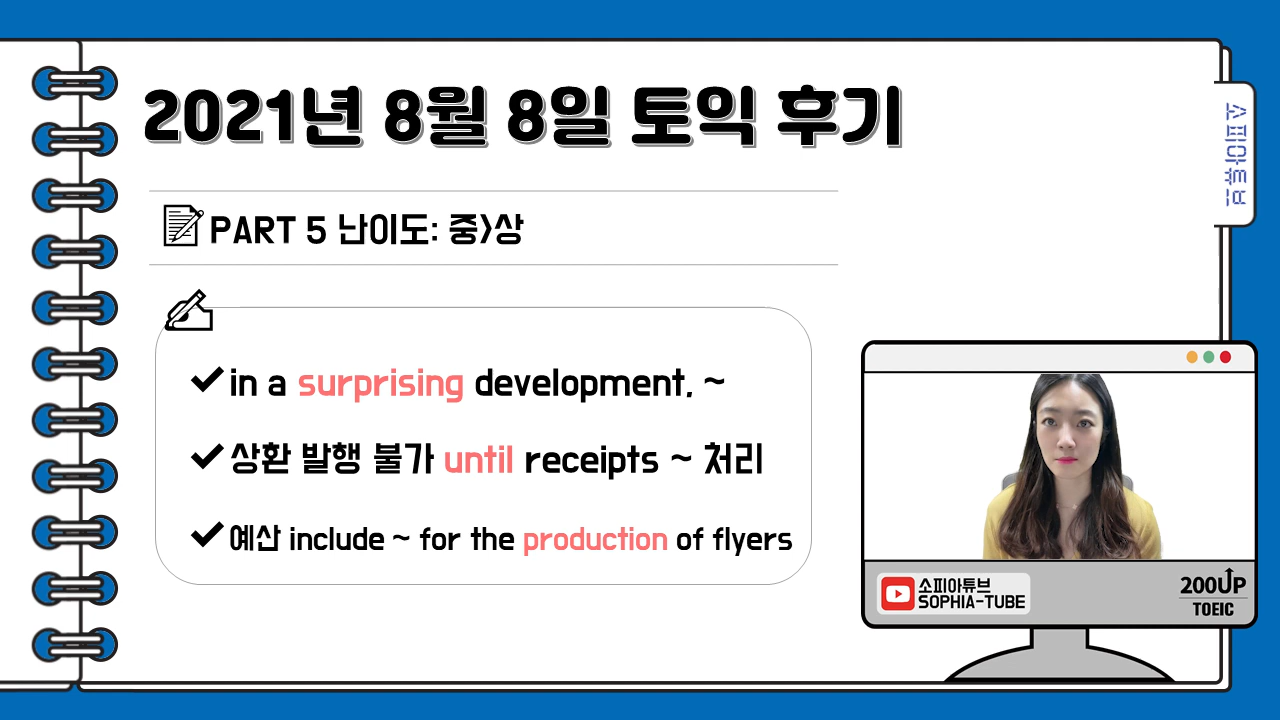 2021년 8월 8일 토익 후기
소피아튜브
PART 5 난이도: 중>상
in a surprising development, ~
상환 발행 불가 until receipts ~ 처리
예산 include ~ for the production of flyers
소피아튜브
SOPHIA-TUBE
200UP
TOEIC